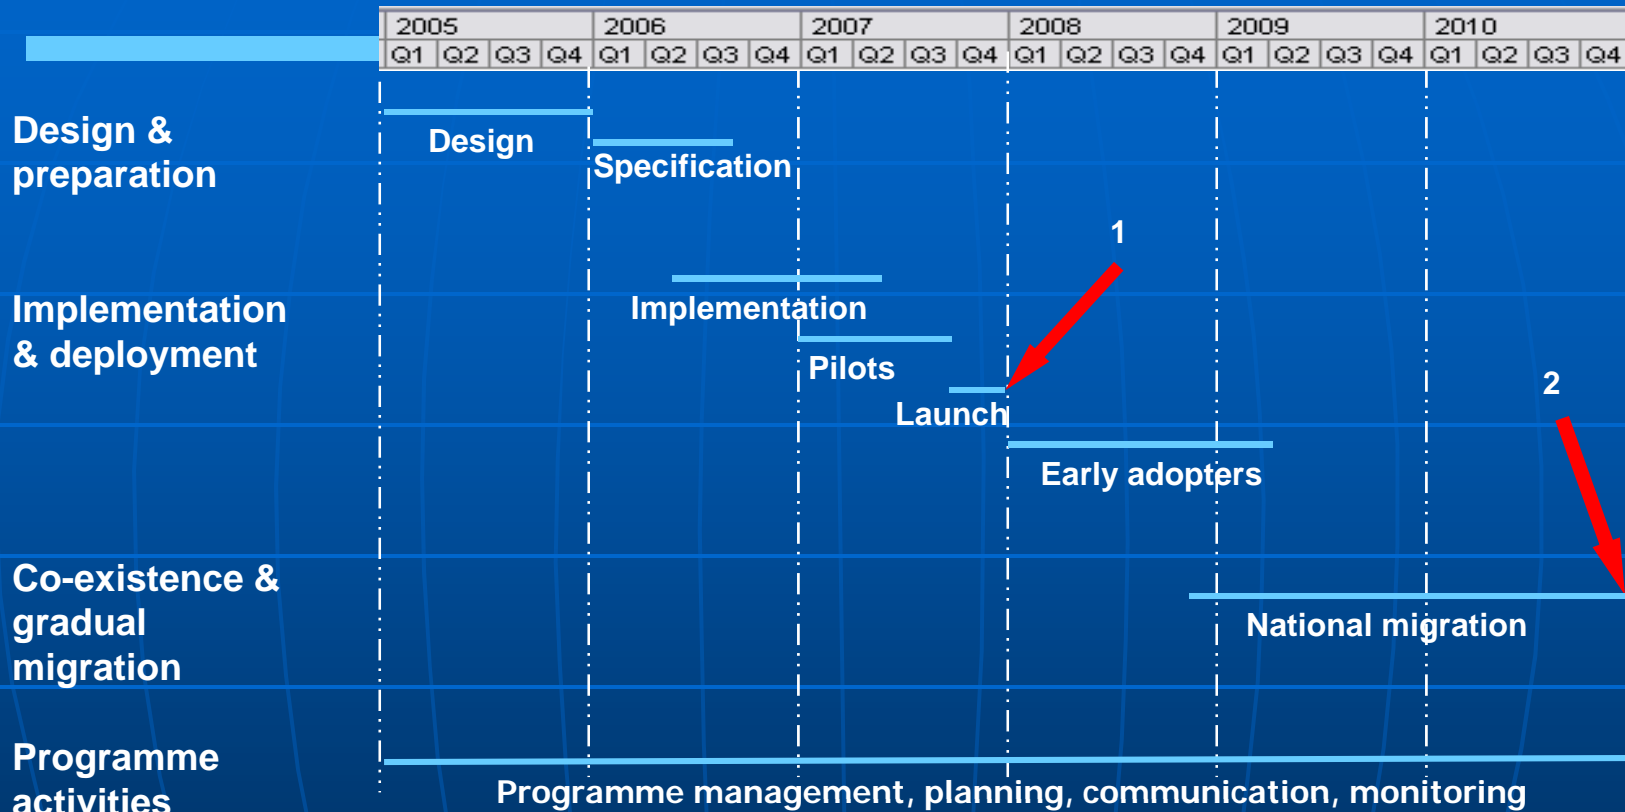 2005 2006 2007 2008 2009 2010
Q1 Q2 Q3 Q4 Q1 Q2 Q3 Q4 Q1 Q2 Q3 Q4 Q1 Q2 Q3 Q4 Q1 Q2 Q3 Q4 Q1 Q2 Q3 Q4
Design &
preparation
Design
Specification
1
Implementation
& deployment
Implementation
Pilots
Launch
2
Early adopters
Co-existence &
gradual
migration
National migration
Programme
activities
Programme management, planning, communication, monitoring